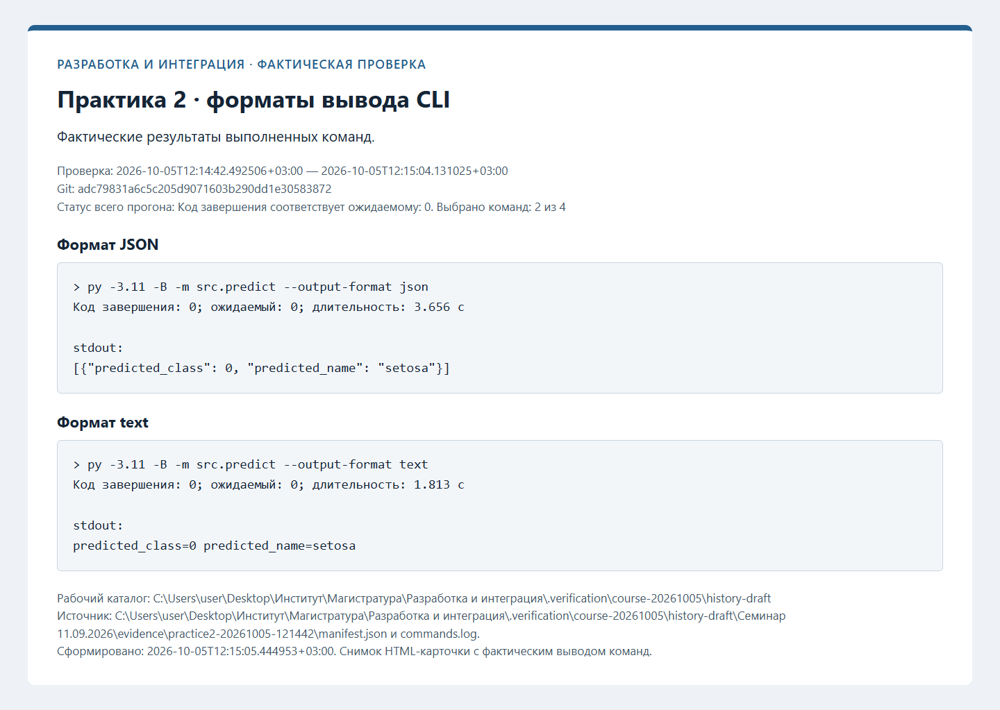 РАЗРАБОТКА И ИНТЕГРАЦИЯ · ФАКТИЧЕСКАЯ ПРОВЕРКА
Практика 2 · форматы вывода CLI
Фактические результаты выполненных команд.
Проверка: 2026-10-05T12:14:42.492506+03:00 — 2026-10-05T12:15:04.131025+03:00
Git: adc79831a6c5c205d9071603b290dd1e30583872
Статус всего прогона: Код завершения соответствует ожидаемому: 0. Выбрано команд: 2 из 4
Формат JSON
> py -3.11 -B -m src.predict --output-format json
Код завершения: 0; ожидаемый: 0; длительность: 3.656 с
stdout:
[{"predicted_class": 0, "predicted_name": "setosa"}]
Формат text
> py -3.11 -B -m src.predict --output-format text
Код завершения: 0; ожидаемый: 0; длительность: 1.813 с
stdout:
predicted_class=0 predicted_name=setosa
Рабочий каталог: C:\Users\user\Desktop\Институт\Магистратура\Разработка и интеграция\.verification\course-20261005\history-draft
Источник: C:\Users\user\Desktop\Институт\Магистратура\Разработка и интеграция\.verification\course-20261005\history-draft\Семинар
11.09.2026\evidence\practice2-20261005-121442\manifest.json и commands.log.
Сформировано: 2026-10-05T12:15:05.444953+03:00. Снимок HTML-карточки с фактическим выводом команд.